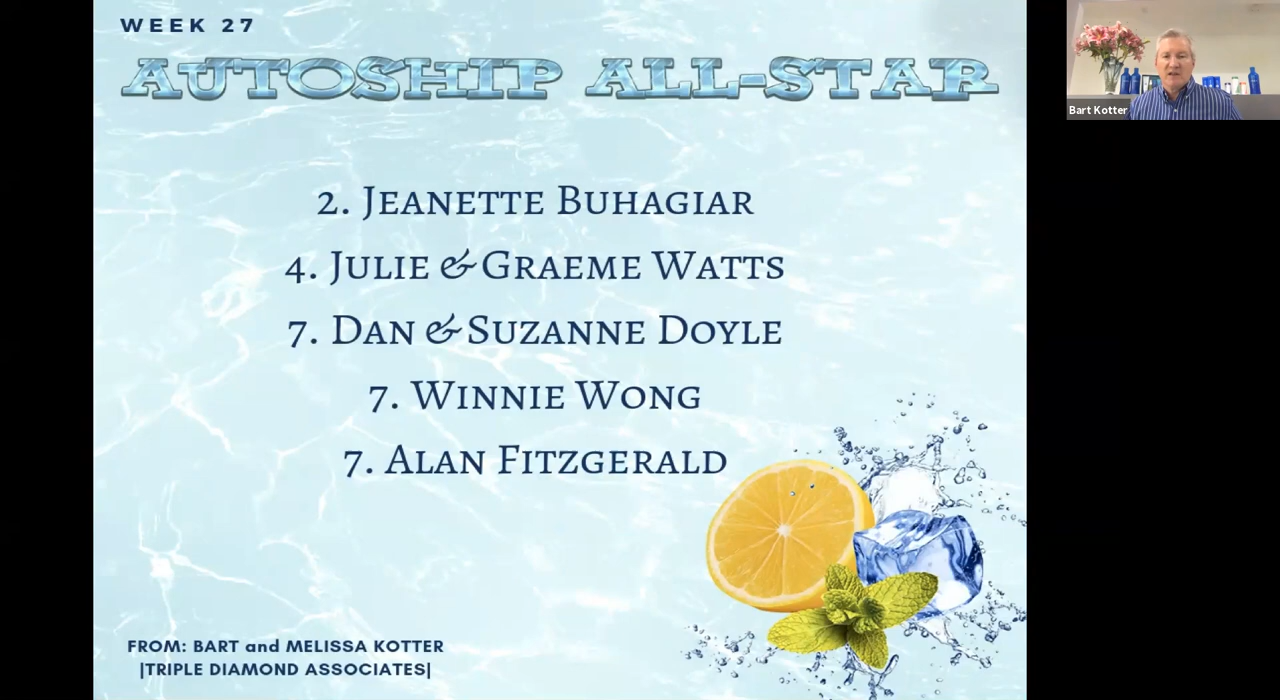 WEEK 27
AUTOSHIP ALL-STAR
2. Jeanette Buhagiar
4. Julie & Graeme Watts
7. Dan & Suzanne Doyle
7. Winnie Wong
7. Alan Fitzgerald
FROM: BART and MELISSA KOTTER
|TRIPLE DIAMOND ASSOCIATES|
Bart Kotter